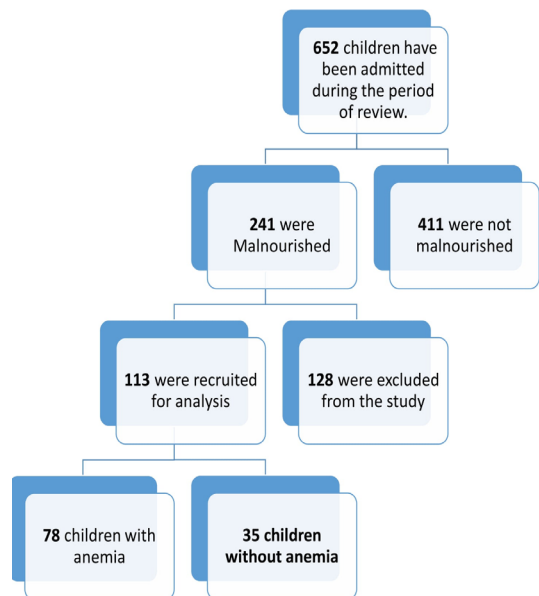 652 children have
been admitted
during the period
of review.
241 were
Malnourished
411 were not
malnourished
113 were recruited
for analysis
128 were excluded
from the study
78 children with
anemia
35 children
without anemia